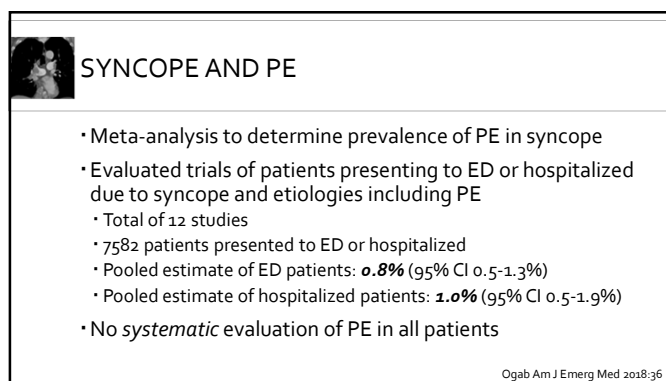 SYNCOPE AND PE
▪ Meta-analysis to determine prevalence of PE in syncope
▪ Evaluated trials of patients presenting to ED or hospitalized
due to syncope and etiologies including PE
▪ Total of 12 studies
▪ 7582 patients presented to ED or hospitalized
▪ Pooled estimate of ED patients: 0.8% (95% CI 0.5-1.3%)
▪ Pooled estimate of hospitalized patients: 1.0% (95% CI 0.5-1.9%)
▪ No systematic evaluation of PE in all patients
Ogab Am J Emerg Med 2018:36